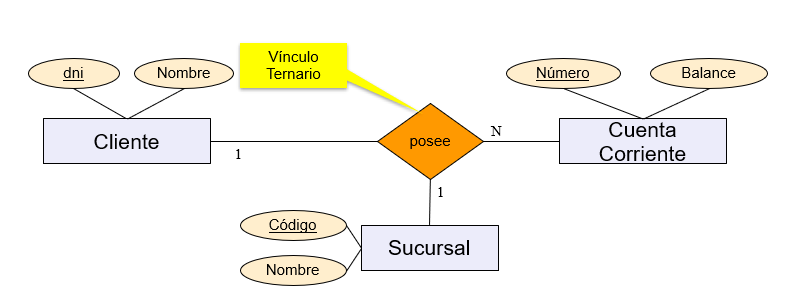 Vínculo
Ternario
dni
Nombre
Número
Balance
Cliente
1
posee
N
Cuenta
Corriente
1
Código
Sucursal
Nombre